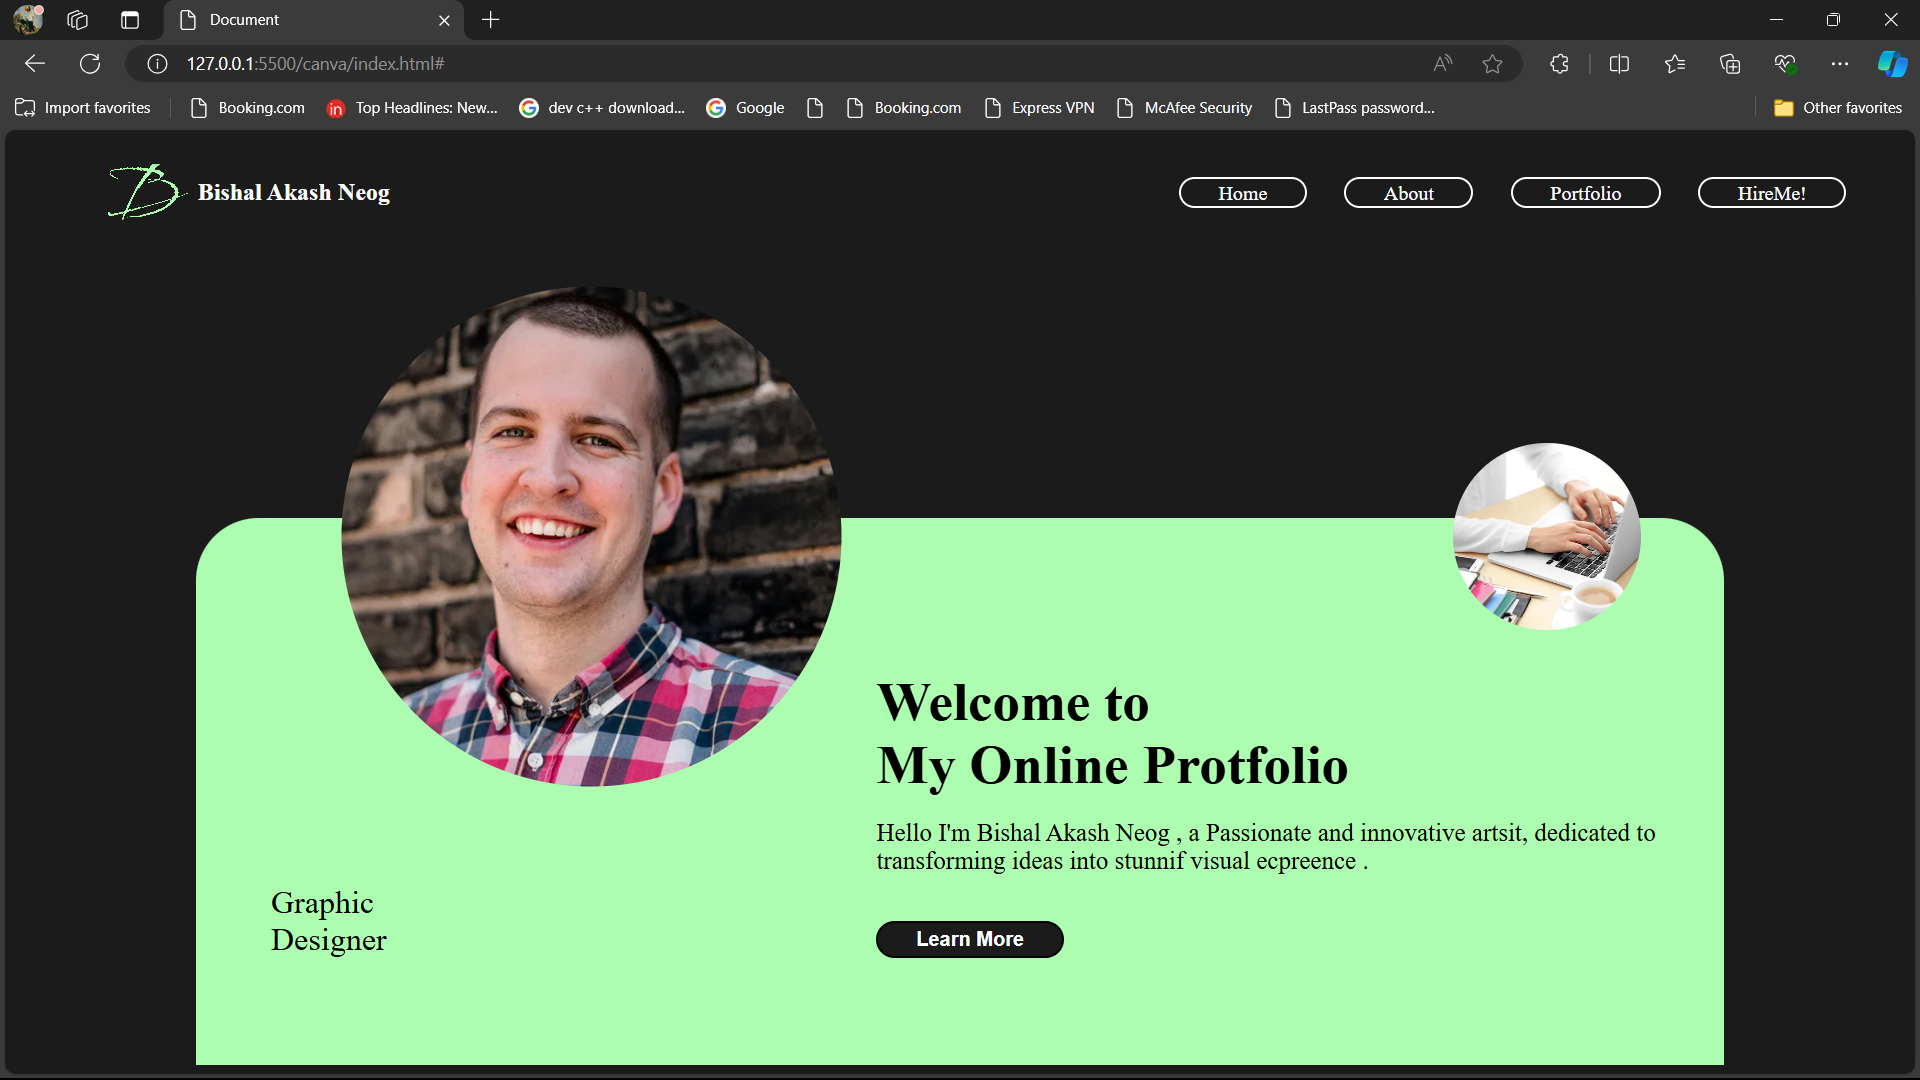 Document
127.0.0.1:5500/canva/index.html#
Import favorites Booking.com Top Headlines: New... dev c++ download... Google Booking.com Express VPN McAfee Security LastPass password... Other favorites
Bishal Akash Neog Home About Portfolio HireMe!
Welcome to
My Online Protfolio
Hello I'm Bishal Akash Neog , a Passionate and innovative artsit, dedicated to
transforming ideas into stunnif visual ecpreence .
Graphic
Designer
Learn More